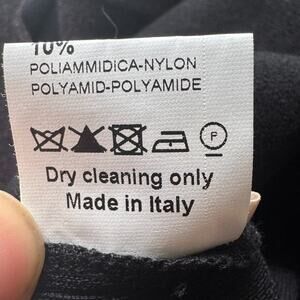 10%
POLIAMMIDICA-NYLON
POLYAMID-POLYAMIDE
P
Dry cleaning only
Made in Italy